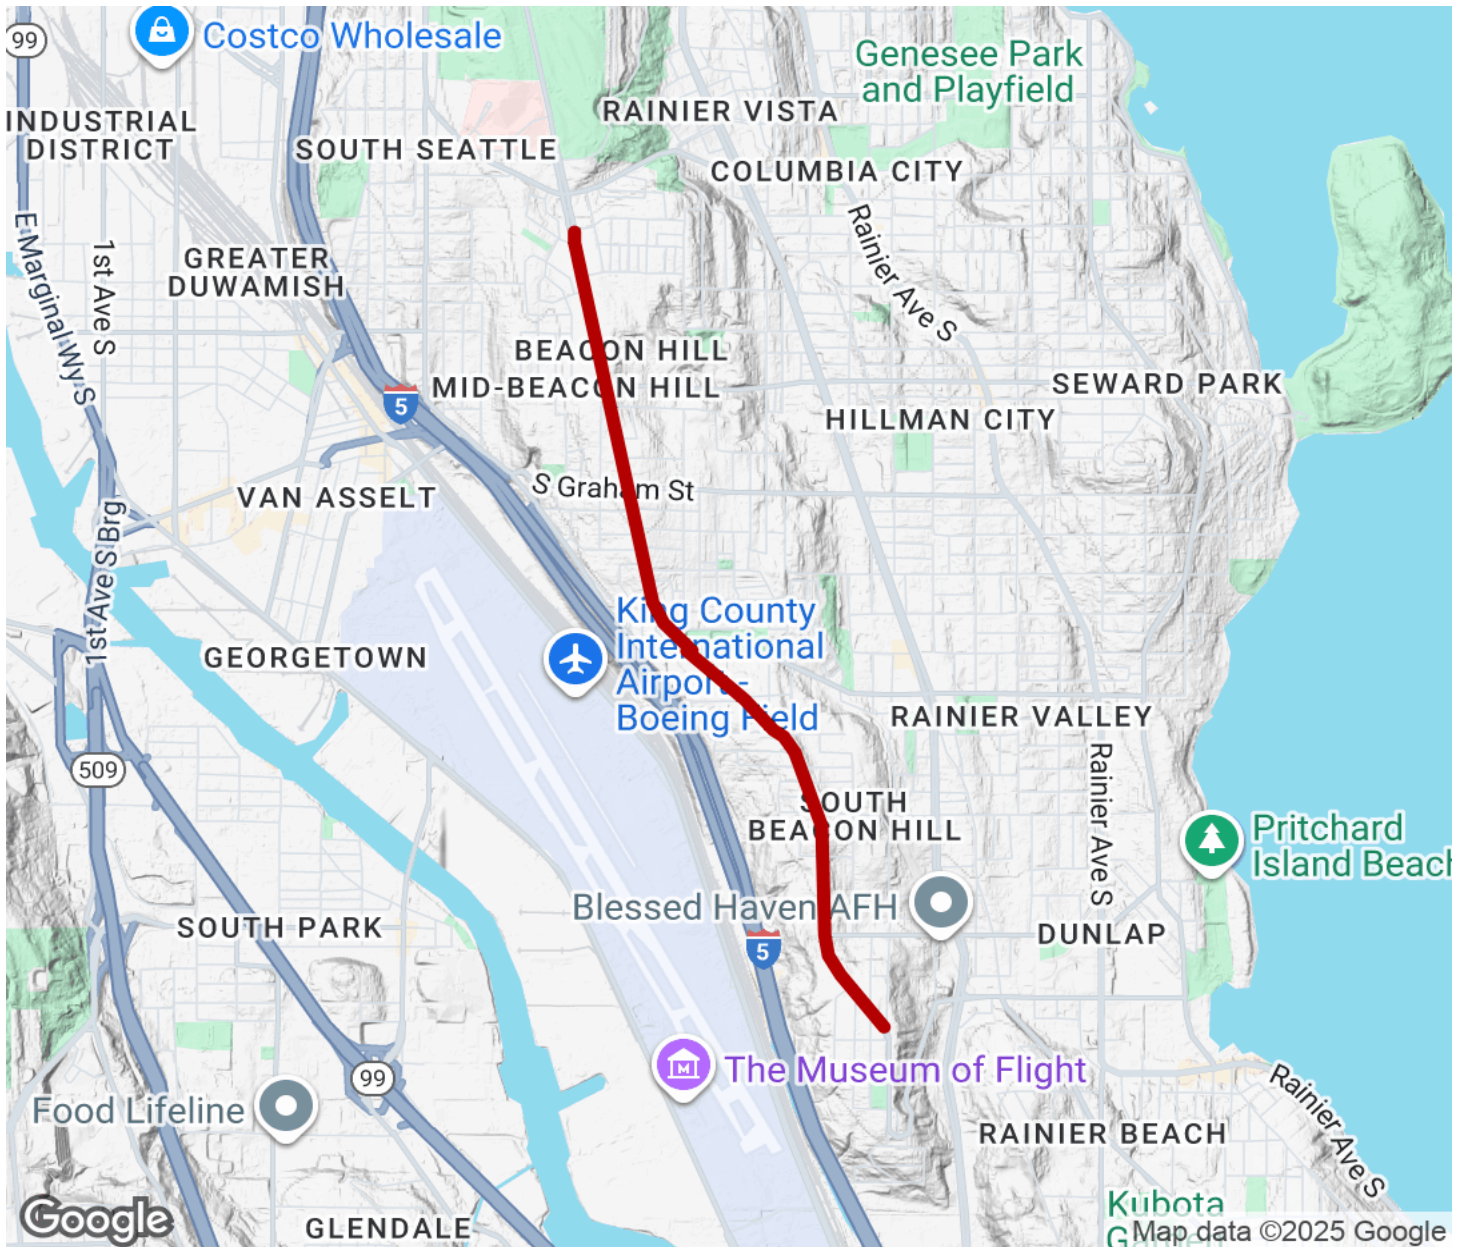 99
Costco Wholesale
Genesee Park
and Playfield
RAINIER VISTA
INDUSTRIAL
DISTRICT
SOUTH SEATTLE
COLUMBIA CITY
E Marginal Wy S
1st Ave S
Rainier Ave S
GREATER
DUWAMISH
BEACON HILL
MID-BEACON HILL
5
SEWARD PARK
HILLMAN CITY
S Graham St
VAN ASSELT
1st Ave S Brg
King County
International
Airport-
Boeing Field
GEORGETOWN
RAINIER VALLEY
509
Rainier Ave S
SOUTH
BEACON HILL
Pritchard
Island Beach
Blessed Haven AFH
SOUTH PARK
5
DUNLAP
The Museum of Flight
99
Food Lifeline
Rainier Ave S
RAINIER BEACH
Kubota
Google
GLENDALE
Map data ©2025 Google